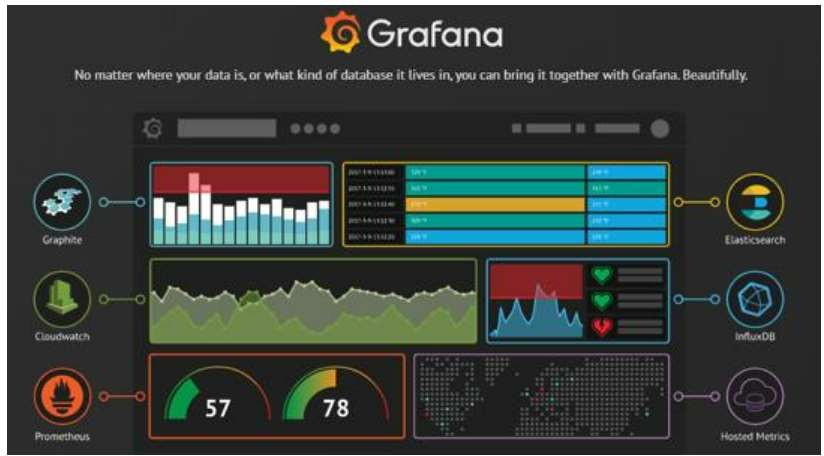 Grafana
No matter where your data is, or what kind of database it lives in, you can bring it together with Grafana. Beautifully.
Graphite
Elasticsearch
Cloudwatch
InfluxDB
57
78
Prometheus
Hosted Metrics